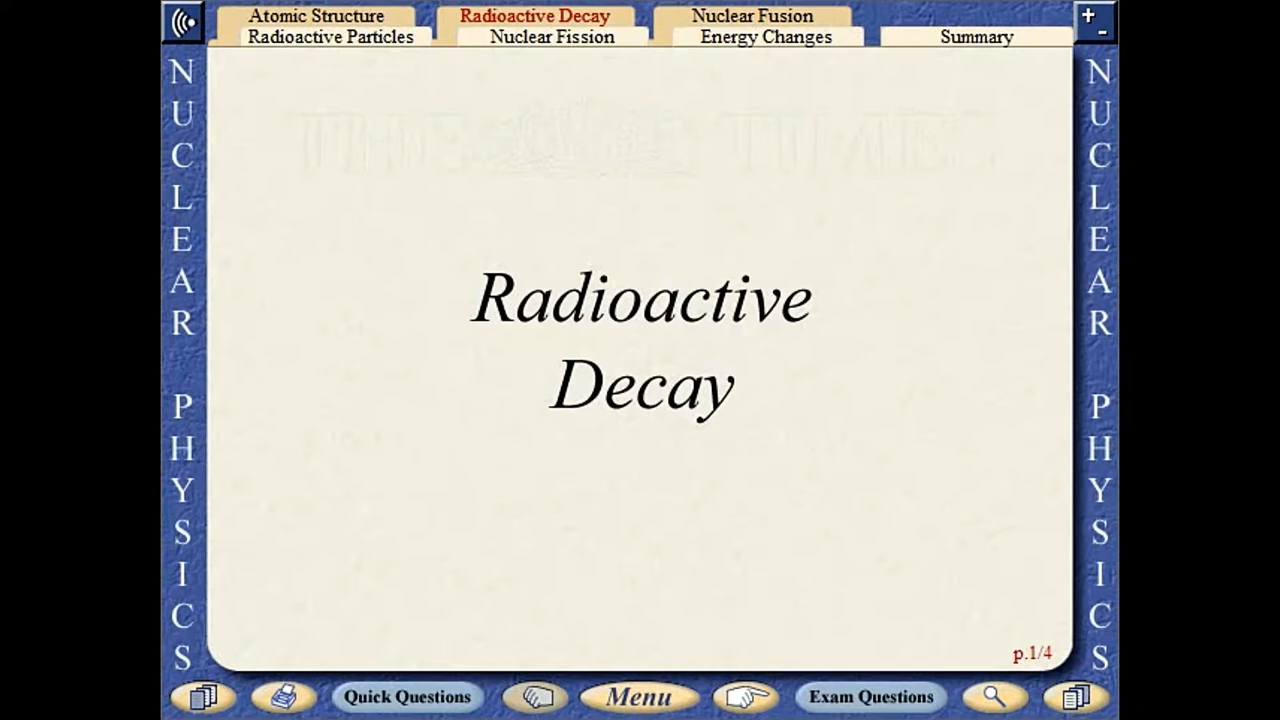 Atomic Structure
Radioactive Decay
Nuclear Fusion
Radioactive Particles
Nuclear Fission
Energy Changes
Summary
NUCLEAR PHYSICS
NUCLEAR PHYSICS
Radioactive
Decay
p.1/4
Quick Questions
Menu
Exam Questions